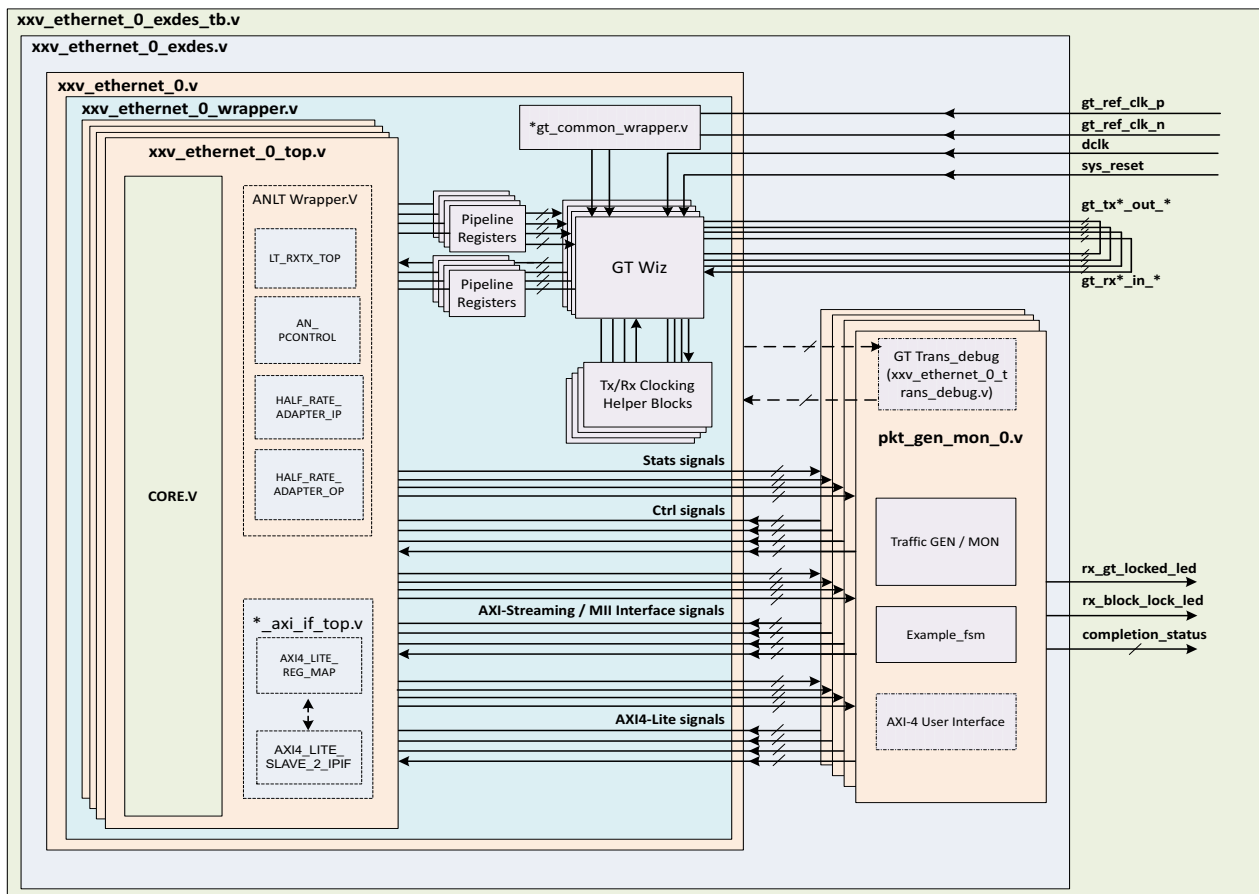 xxv_ethernet_0_exdes_tb.v
xxv_ethernet_0_exdes.v
xxv_ethernet_0.v
xxv_ethernet_0_wrapper.v
xxv_ethernet_0_top.v
CORE.V
ANLT Wrapper.V
LT_RXTX_TOP
AN_
PCONTROL
HALF_RATE_
ADAPTER_IP
HALF_RATE_
ADAPTER_OP
*_axi_if_top.v
AXI4_LITE_
REG_MAP
AXI4_LITE_
SLAVE_2_IPIF
Pipeline
Registers
Pipeline
Registers
*gt_common_wrapper.v
GT Wiz
Tx/Rx Clocking
Helper Blocks
Stats signals
Ctrl signals
AXI-Streaming / MII Interface signals
AXI4-Lite signals
GT Trans_debug
(xxv_ethernet_0_t
rans_debug.v)
pkt_gen_mon_0.v
Traffic GEN / MON
Example_fsm
AXI-4 User Interface
gt_ref_clk_p
gt_ref_clk_n
dclk
sys_reset
gt_tx*_out_*
gt_rx*_in_*
rx_gt_locked_led
rx_block_lock_led
completion_status